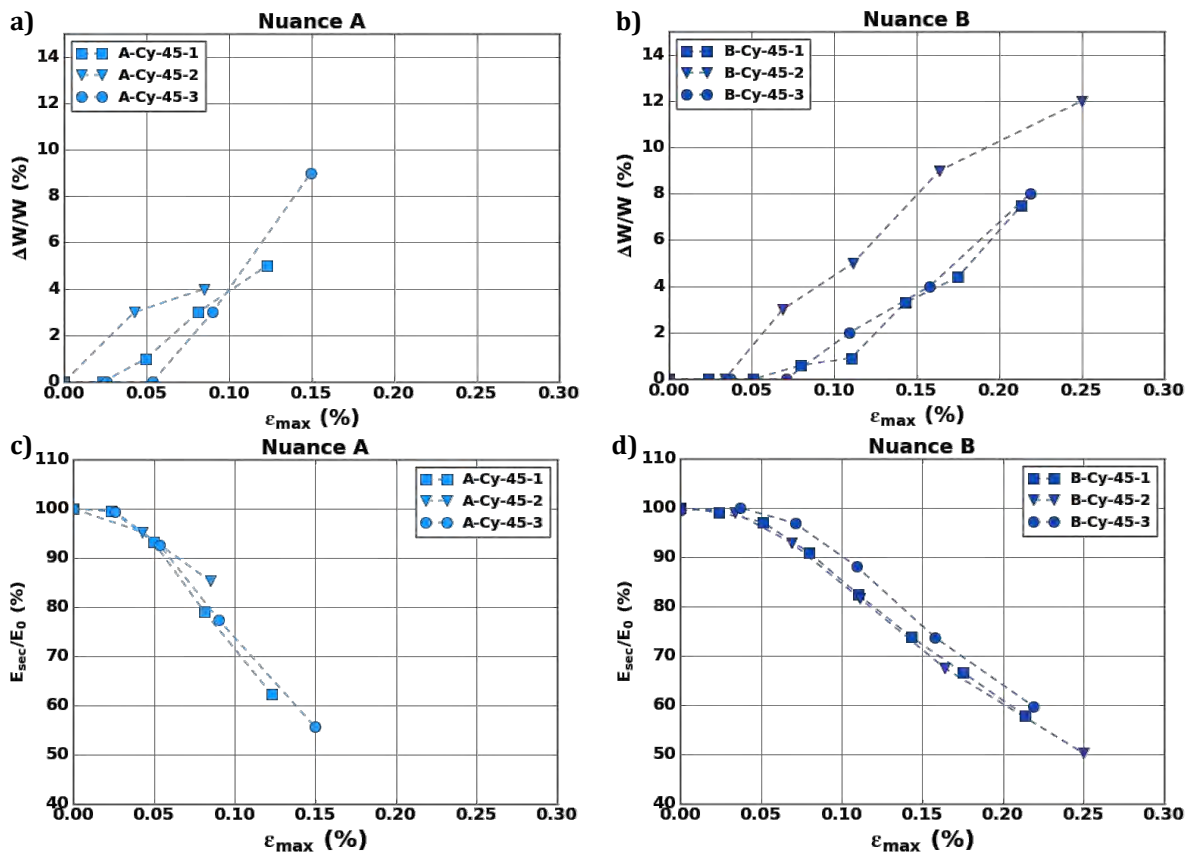 a)
Nuance A
A-Cy-45-1
A-Cy-45-2
A-Cy-45-3
ΔW/W (%)
14
12
10
8
6
4
2
0
0.0 0.05 0.10 0.15 0.20 0.25 0.30
εmax (%)
b)
Nuance B
B-Cy-45-1
B-Cy-45-2
B-Cy-45-3
ΔW/W (%)
14
12
10
8
6
4
2
0
0.0 0.05 0.10 0.15 0.20 0.25 0.30
εmax (%)
c)
Nuance A
A-Cy-45-1
A-Cy-45-2
A-Cy-45-3
Esec/E0 (%)
110
100
90
80
70
60
50
40
0.00 0.05 0.10 0.15 0.20 0.25 0.30
εmax (%)
d)
Nuance B
B-Cy-45-1
B-Cy-45-2
B-Cy-45-3
Esec/E0 (%)
110
100
90
80
70
60
50
40
0.00 0.05 0.10 0.15 0.20 0.25 0.30
εmax (%)